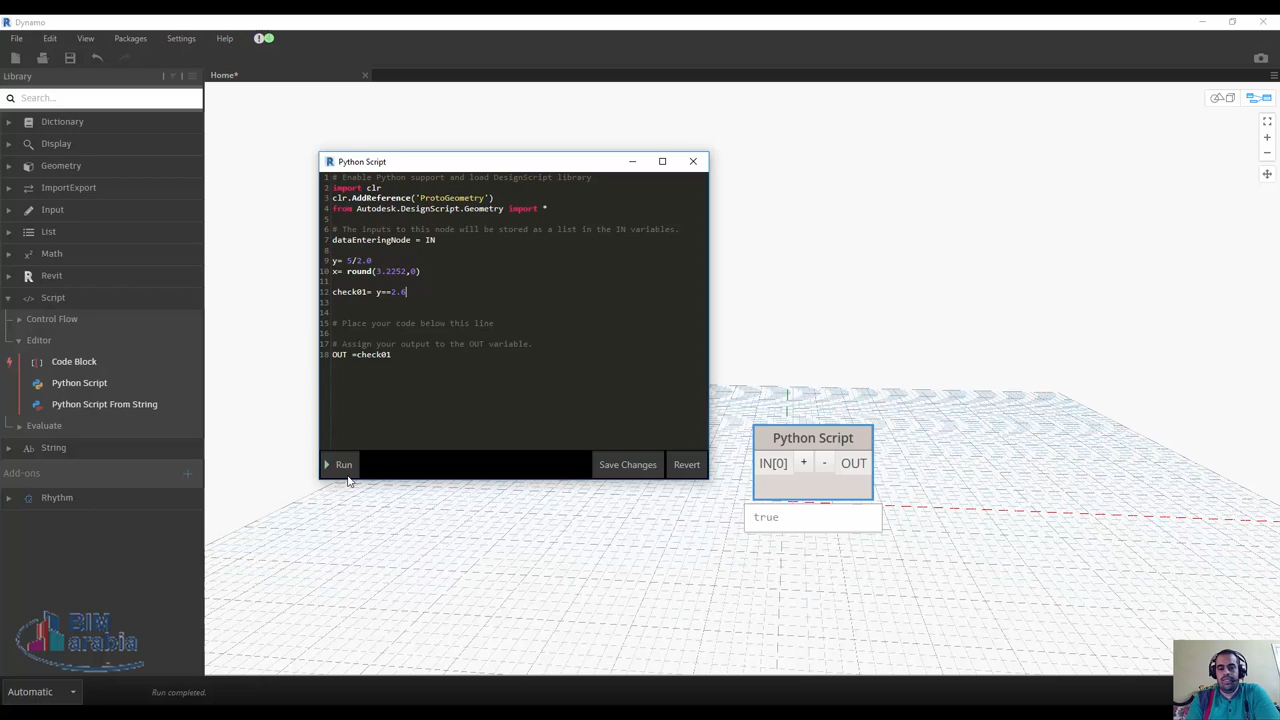 Dynamo
File Edit View Packages Settings Help !
Library
Home*
Search...
Dictionary
Display
Geometry
ImportExport
Input
List
Math
Revit
Script
Control Flow
Editor
Code Block
Python Script
Python Script From String
Evaluate
String
Add-ons
Rhythm
BIM
arabia
Automatic
Run completed.
Python Script
1 # Enable Python support and load DesignScript library
2 import clr
3 clr.AddReference('ProtoGeometry')
4 from Autodesk.DesignScript.Geometry import *
5
6 # The inputs to this node will be stored as a list in the IN variables.
7 dataEnteringNode = IN
8
9 y= 5/2.0
10 x= round(3.2252,0)
11
12 check01= y==2.6
13
14
15 # Place your code below this line
16
17 # Assign your output to the OUT variable.
18 OUT =check01
Run
Save Changes
Revert
Python Script
IN[0] + - OUT
true